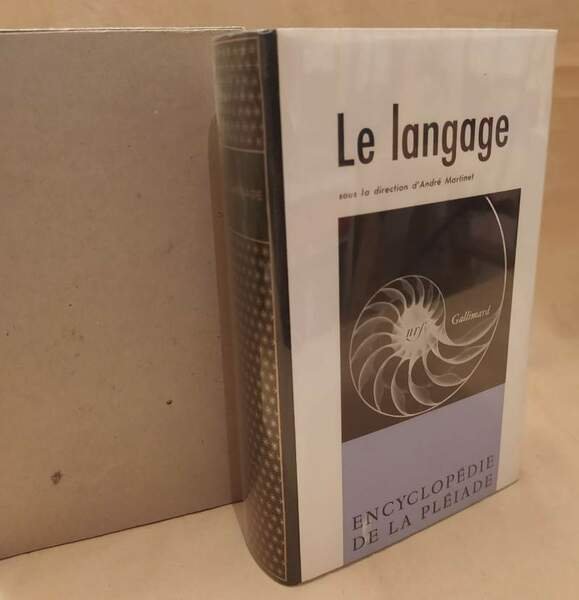 Le langage
sous la direction d'André Martinet
nrf
Gallimard
ENCYCLOPÉDIE
DE LA PLÉIADE